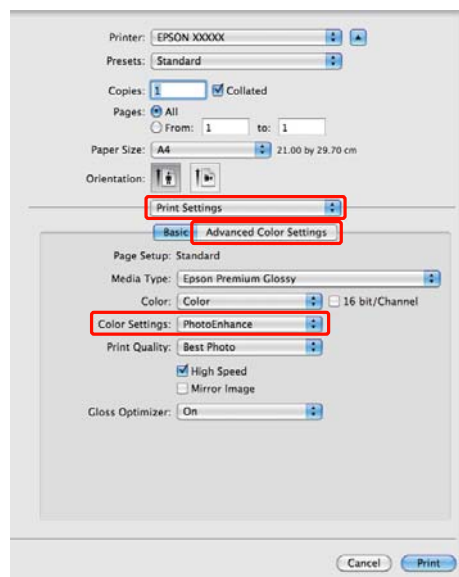 Printer: EPSON XXXXX
Presets: Standard
Copies: 1 Collated
Pages: All
From: 1 to: 1
Paper Size: A4 21.00 by 29.70 cm
Orientation:
Print Settings
Basic Advanced Color Settings
Page Setup: Standard
Media Type: Epson Premium Glossy
Color: Color 16 bit/Channel
Color Settings: PhotoEnhance
Print Quality: Best Photo
High Speed
Mirror Image
Gloss Optimizer: On
Cancel Print